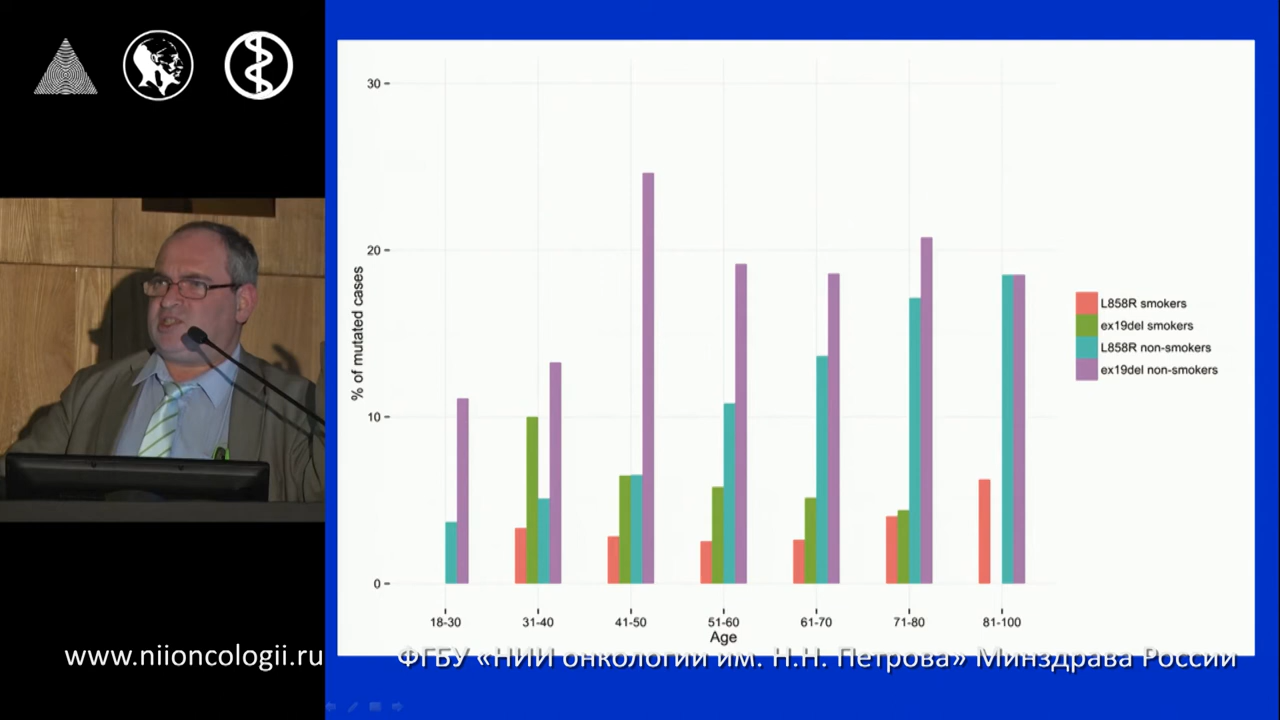 30
20
10
0
% of mutated cases
18-30
31-40
41-50
51-60
61-70
71-80
81-100
Age
L858R smokers
ex19del smokers
L858R non-smokers
ex19del non-smokers
www.niioncologii.ru
ФГБУ «НИИ онкологии им. Н.Н. Петрова» Минздрава России